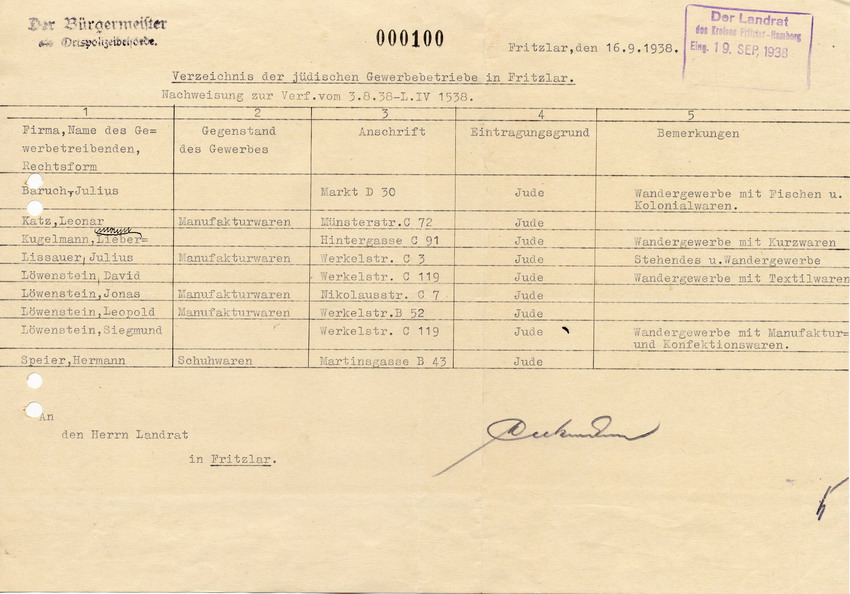 Der Bürgermeister
als Ortspolizeibehörde.
000100
Fritzlar,den 16.9.1938.
Der Landrat
des Kreises Fritzlar-Homberg
Eing. 19. SEP. 1938
Verzeichnis der jüdischen Gewerbebetriebe in Fritzlar.
Nachweisung zur Verf.vom 3.8.38-L.IV 1538.
1 2 3 4 5
Firma,Name des Ge= Gegenstand Anschrift Eintragungsgrund Bemerkungen
werbetreibenden, des Gewerbes
Rechtsform
Baruch,Julius Markt D 30 Jude Wandergewerbe mit Fischen u.
Kolonialwaren.
Katz,Leonar Manufakturwaren Münsterstr.C 72 Jude
Kugelmann,Lieber= Hintergasse C 91 Jude Wandergewerbe mit Kurzwaren
Lissauer,Julius Manufakturwaren Werkelstr. C 3 Jude Stehendes u.Wandergewerbe
Löwenstein,David Werkelstr. C 119 Jude Wandergewerbe mit Textilwaren
Löwenstein,Jonas Manufakturwaren Nikolausstr. C 7 Jude
Löwenstein,Leopold Manufakturwaren Werkelstr.B 52 Jude
Löwenstein,Siegmund Werkelstr. C 119 Jude Wandergewerbe mit Manufaktur=
und Konfektionswaren.
Speier,Hermann Schuhwaren Martinsgasse B 43 Jude
An
den Herrn Landrat
in Fritzlar.